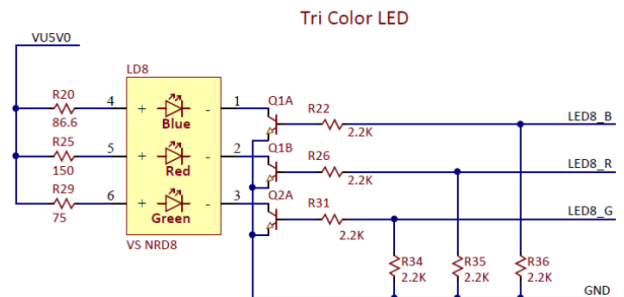 Tri Color LED
VU5V0
LD8
R20
4
+
-
1
Q1A
R22
LED8_B
86.6
Blue
2.2K
R25
5
+
-
2
Q1B
R26
LED8_R
150
Red
2.2K
R29
6
+
-
3
Q2A
R31
LED8_G
75
Green
2.2K
VS NRD8
R34
R35
R36
2.2K
2.2K
2.2K
GND